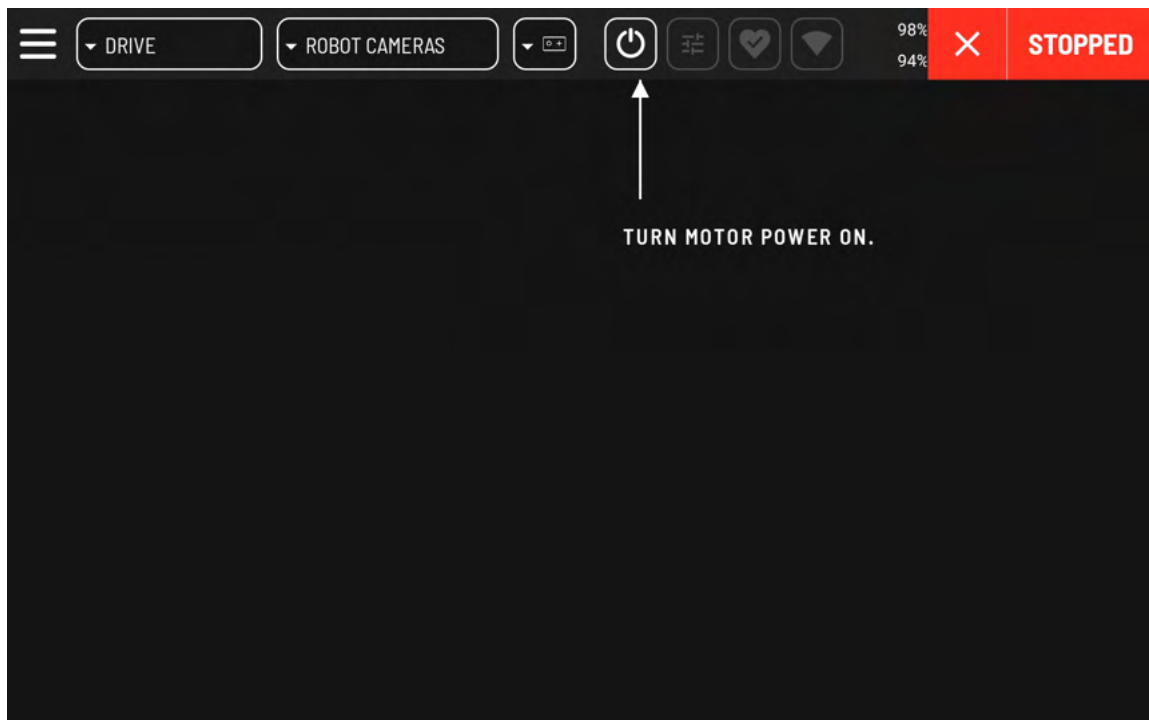 DRIVE
ROBOT CAMERAS
98%
94%
STOPPED
TURN MOTOR POWER ON.